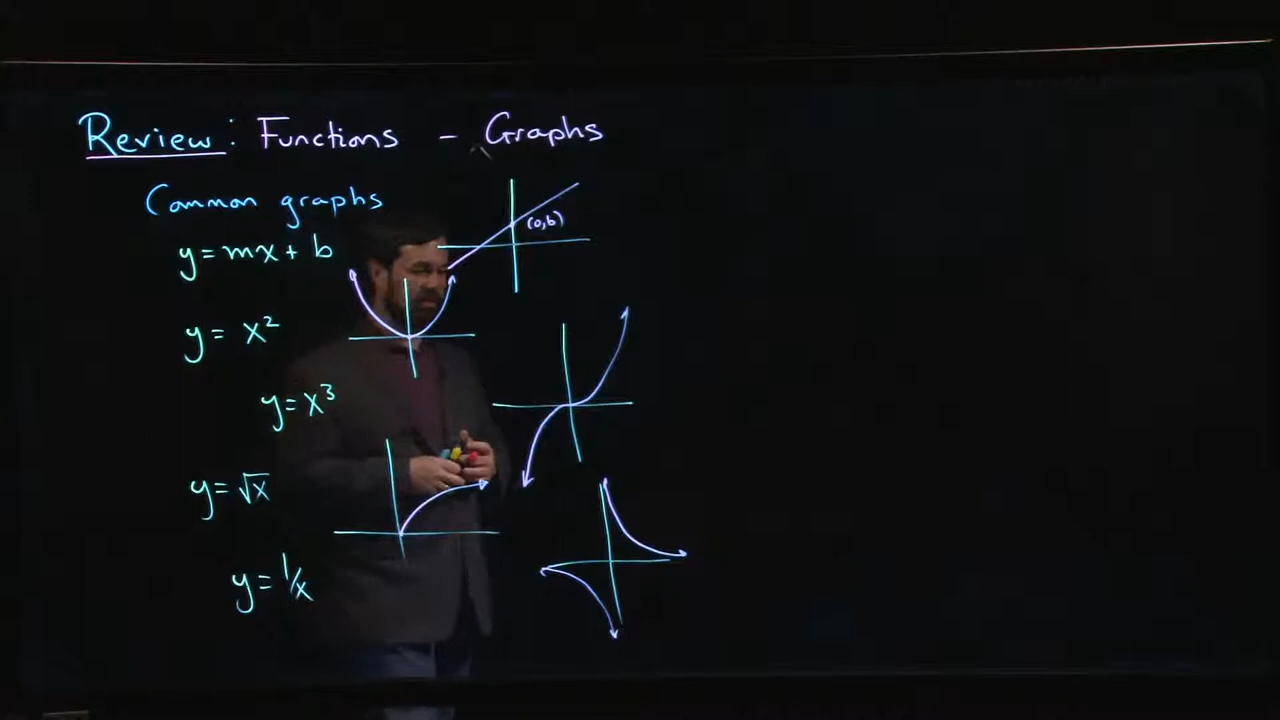 Review: Functions - Graphs
Common graphs
y = mx + b
(0,b)
y = x²
y = x³
y = √x
y = 1/x